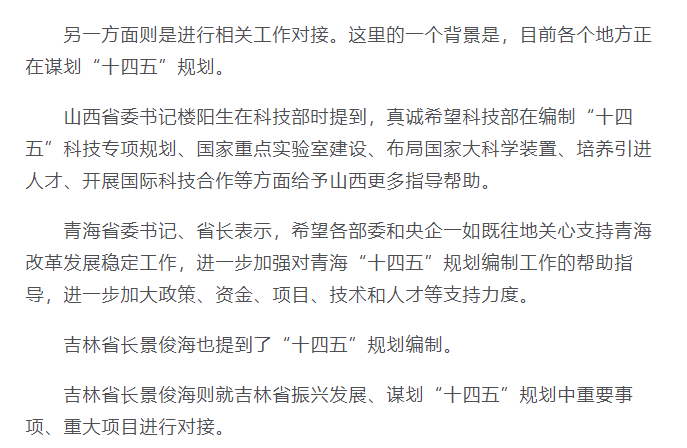 另一方面则是进行相关工作对接。这里的一个背景是，目前各个地方正
在谋划“十四五”规划。
山西省委书记楼阳生在科技部时提到，真诚希望科技部在编制“十四
五”科技专项规划、国家重点实验室建设、布局国家大科学装置、培养引进
人才、开展国际科技合作等方面给予山西更多指导帮助。
青海省委书记、省长表示，希望各部委和央企一如既往地关心支持青海
改革发展稳定工作，进一步加强对青海“十四五”规划编制工作的帮助指
导，进一步加大政策、资金、项目、技术和人才等支持力度。
吉林省长景俊海也提到了“十四五”规划编制。
吉林省长景俊海则就吉林省振兴发展、谋划“十四五”规划中重要事
项、重大项目进行对接。